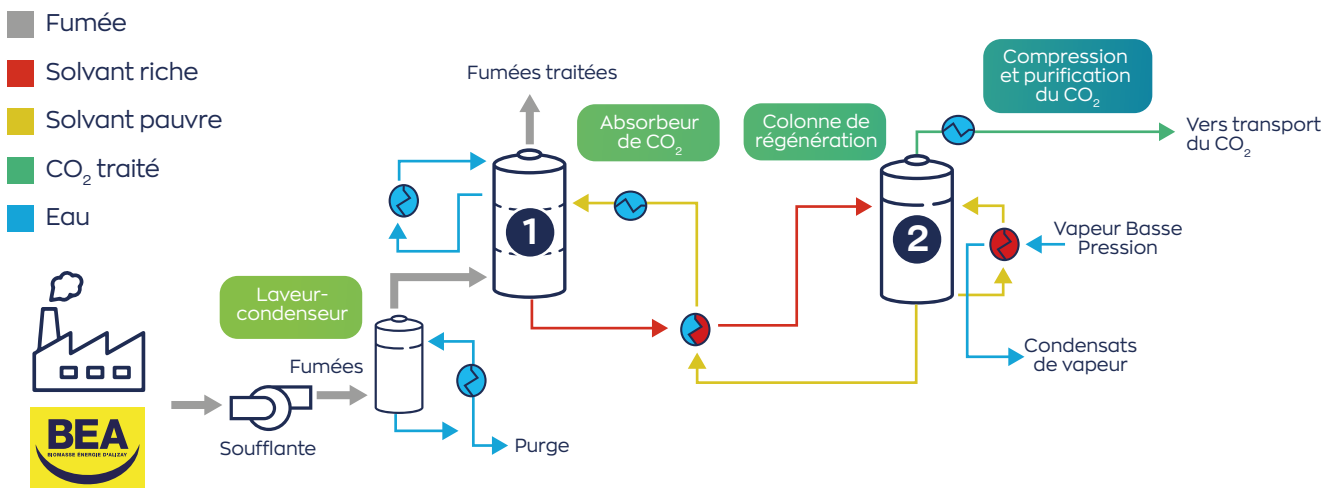 Fumée
Solvant riche
Solvant pauvre
CO₂ traité
Eau
Fumées traitées
Absorbeur
de CO₂
Colonne de
régénération
Compression
et purification
du CO₂
Vers transport
du CO₂
1
2
Vapeur Basse
Pression
Laveur-
condenseur
Condensats
de vapeur
Fumées
BEA
BIOMASSE ÉNERGIE D'ALIZAY
Soufflante
Purge